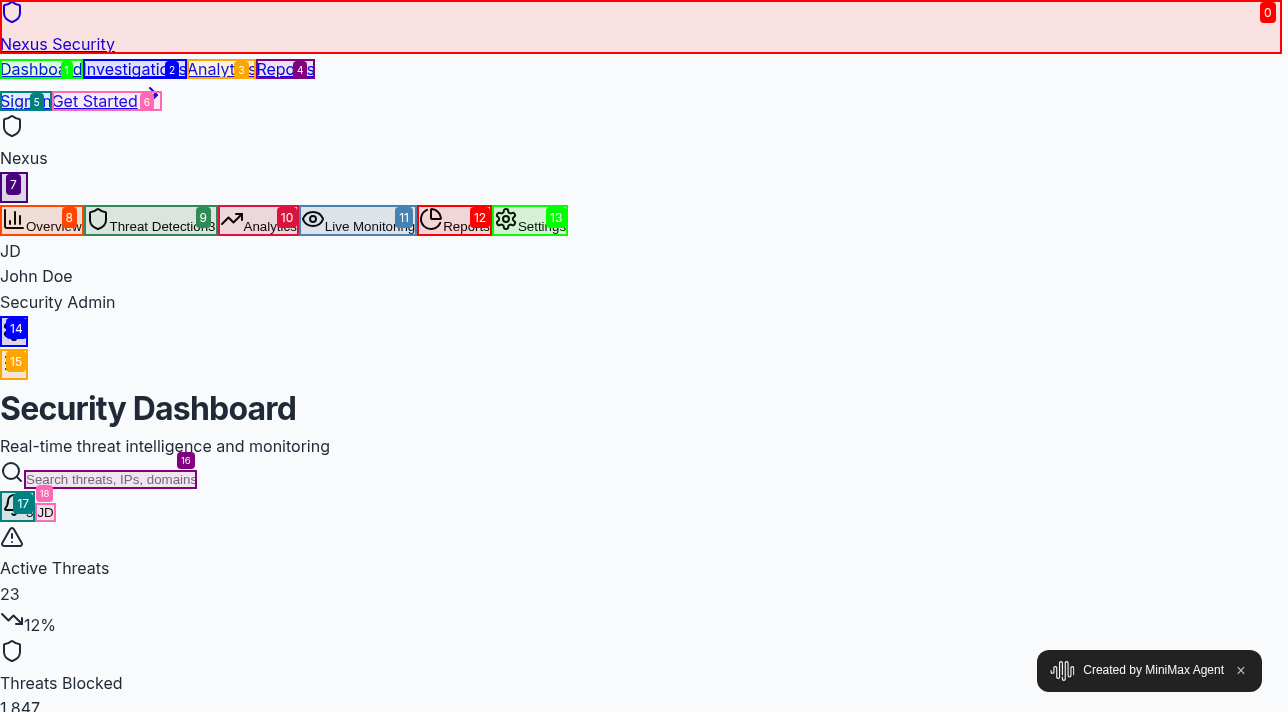 0
Nexus Security
Dashboard 1 Investigations 2 Analytics 3 Reports 4
Sign In 5 Get Started 6
Nexus
7
Overview 8 Threat Detection3 9 Analytics 10 Live Monitoring 11 Reports 12 Settings 13
JD
John Doe
Security Admin
14
15
Security Dashboard
Real-time threat intelligence and monitoring
16
Search threats, IPs, domains
17 18
JD
Active Threats
23
12%
Threats Blocked
1,847
Created by MiniMax Agent ×